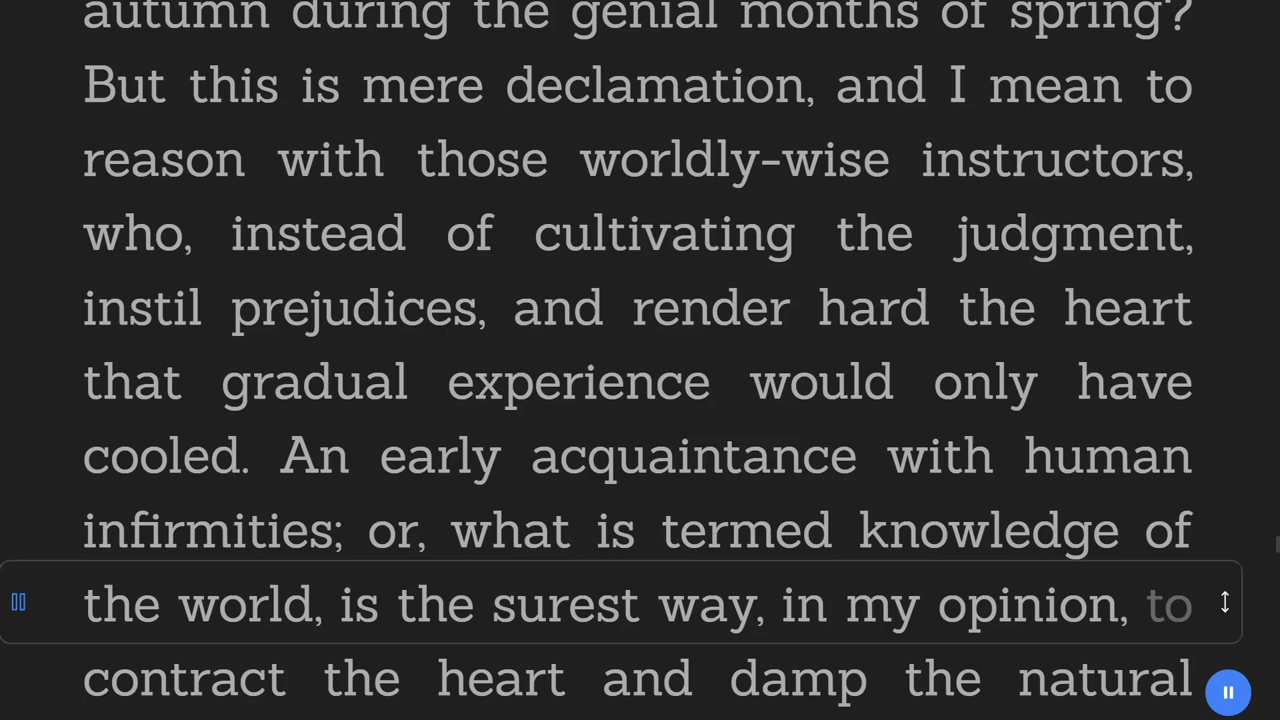 autumn during the genial months of spring?
But this is mere declamation, and I mean to
reason with those worldly-wise instructors,
who, instead of cultivating the judgment,
instil prejudices, and render hard the heart
that gradual experience would only have
cooled. An early acquaintance with human
infirmities; or, what is termed knowledge of
the world, is the surest way, in my opinion, to
contract the heart and damp the natural